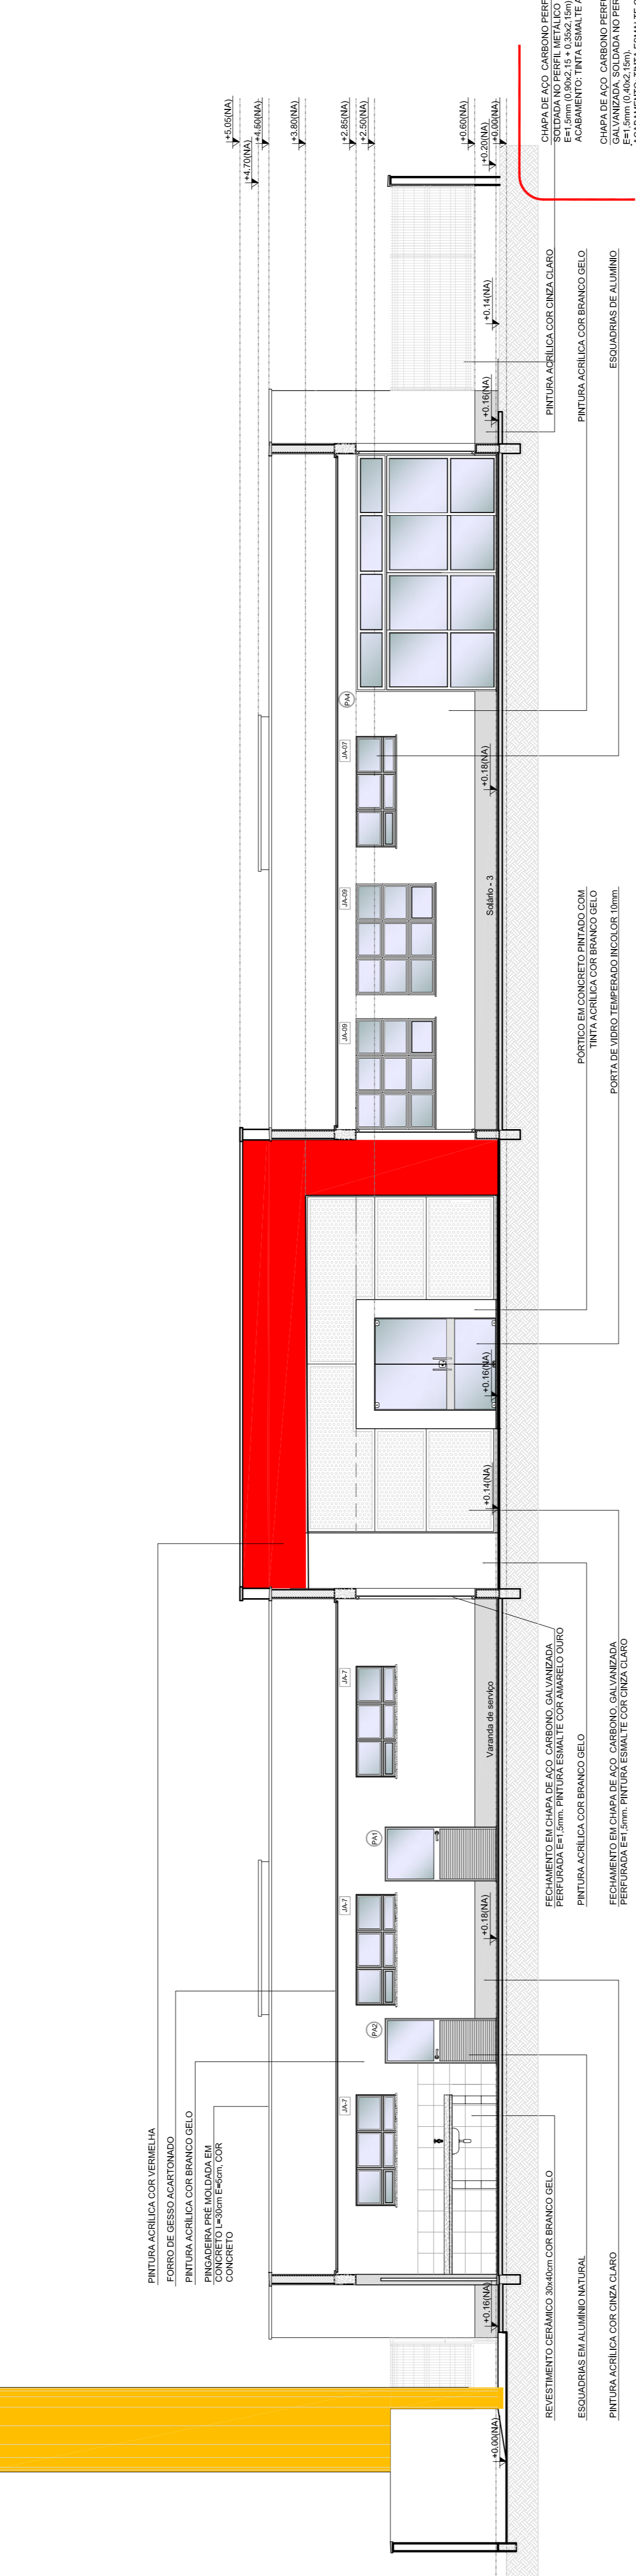 PINTURA ACRÍLICA COR VERMELHA
FORRO DE GESSO ACARTONADO
PINTURA ACRÍLICA COR BRANCO GELO
PINGADEIRA PRÉ MOLDADA EM
CONCRETO L=30cm E=5cm, COR
CONCRETO
+5.05(NA)
+4.70(NA)
+4.50(NA)
+3.80(NA)
+2.85(NA)
+2.50(NA)
+0.60(NA)
+0.20(NA)
+0.00(NA)
JA-7
PA2
JA-7
PA1
JA-7
JA-09
JA-09
JA-07
PA4
+0.00(NA)
+0.16(NA)
+0.18(NA)
Varanda de serviço
+0.14(NA)
+0.16(NA)
Solário - 3
+0.18(NA)
+0.16(NA)
+0.14(NA)
REVESTIMENTO CERÂMICO 30x40cm COR BRANCO GELO
ESQUADRIAS EM ALUMÍNIO NATURAL
PINTURA ACRÍLICA COR CINZA CLARO
FECHAMENTO EM CHAPA DE AÇO CARBONO, GALVANIZADA
PERFURADA E=1,5mm. PINTURA ESMALTE COR AMARELO OURO
PINTURA ACRÍLICA COR BRANCO GELO
FECHAMENTO EM CHAPA DE AÇO CARBONO, GALVANIZADA
PERFURADA E=1,5mm. PINTURA ESMALTE COR CINZA CLARO
PÓRTICO EM CONCRETO PINTADO COM
TINTA ACRÍLICA COR BRANCO GELO
PORTA DE VIDRO TEMPERADO INCOLOR 10mm
PINTURA ACRÍLICA COR CINZA CLARO
PINTURA ACRÍLICA COR BRANCO GELO
ESQUADRIAS DE ALUMÍNIO
CHAPA DE AÇO CARBONO PERF
SOLDADA NO PERFIL METÁLICO
E=1,5mm (0,90x2,15 + 0,35x2,15m)
ACABAMENTO: TINTA ESMALTE A
CHAPA DE AÇO CARBONO PERF
GALVANIZADA, SOLDADA NO PER
E=1,5mm (0,40x2,15m).